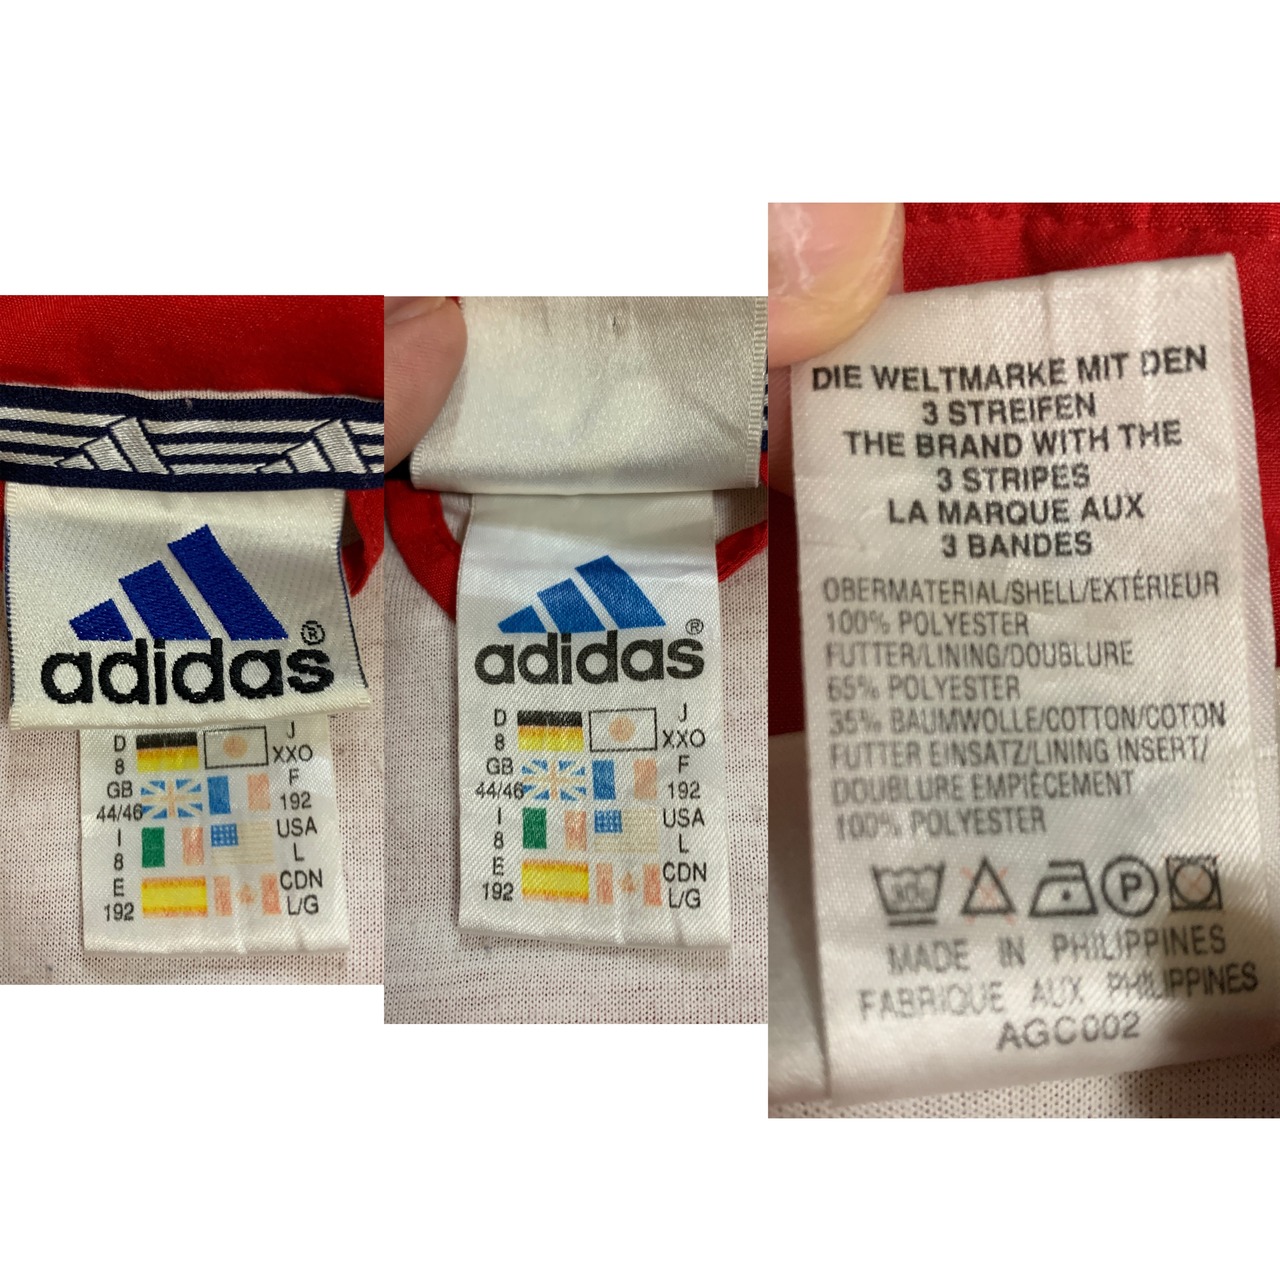 adidas®
D J
8 XXO
GB F
44/46 192
I USA
8 L
E CDN
192 L/G
adidas®
D J
8 XXO
GB F
44/46 192
I USA
8 L
E CDN
192 L/G
DIE WELTMARKE MIT DEN
3 STREIFEN
THE BRAND WITH THE
3 STRIPES
LA MARQUE AUX
3 BANDES
OBERMATERIAL/SHELL/EXTÉRIEUR
100% POLYESTER
FUTTER/LINING/DOUBLURE
65% POLYESTER
35% BAUMWOLLE/COTTON/COTON
FUTTER EINSATZ/LINING INSERT/
DOUBLURE EMPIÈCEMENT
100% POLYESTER
P
MADE IN PHILIPPINES
FABRIQUE AUX PHILIPPINES
AGC002